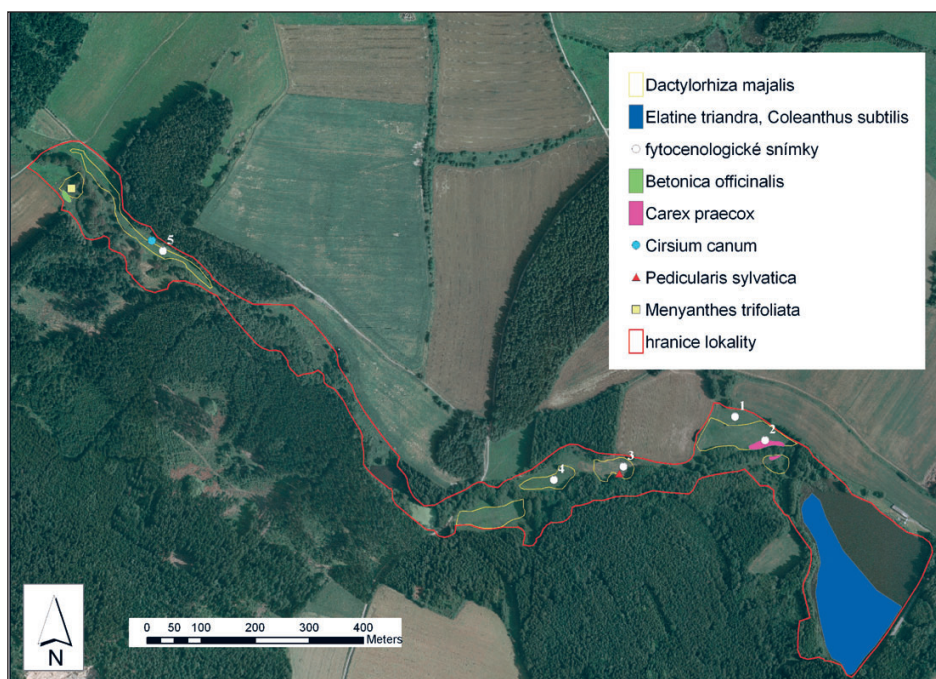 Dactylorhiza majalis
Elatine triandra, Coleanthus subtilis
fytocenologické snímky
Betonica officinalis
Carex praecox
Cirsium canum
Pedicularis sylvatica
Menyanthes trifoliata
hranice lokality
5
1
2
3
4
N
0 50 100 200 300 400
Meters